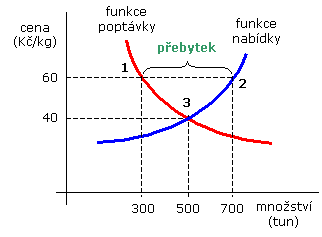 cena
(Kč/kg)
funkce
poptávky
funkce
nabídky
přebytek
1
2
60
3
40
300
500
700
množství
(tun)